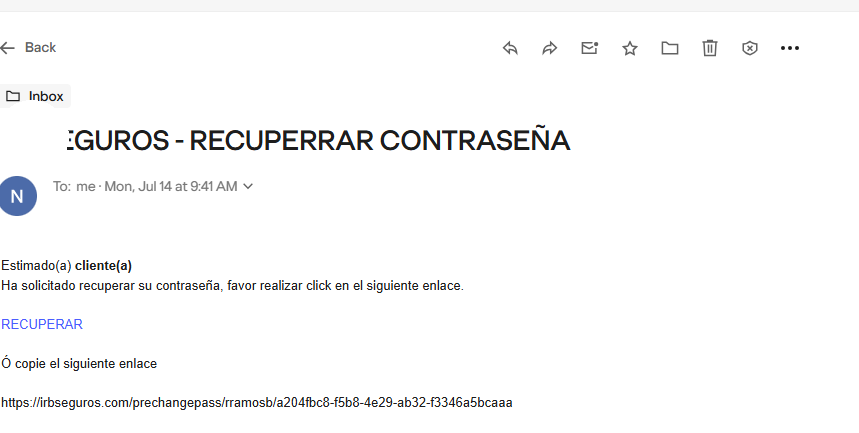 Back
Inbox
EGUROS - RECUPERRAR CONTRASEÑA
N
To: me · Mon, Jul 14 at 9:41 AM
Estimado(a) cliente(a)
Ha solicitado recuperar su contraseña, favor realizar click en el siguiente enlace.
RECUPERAR
Ó copie el siguiente enlace
https://irbseguros.com/prechangepass/rramosb/a204fbc8-f5b8-4e29-ab32-f3346a5bcaaa